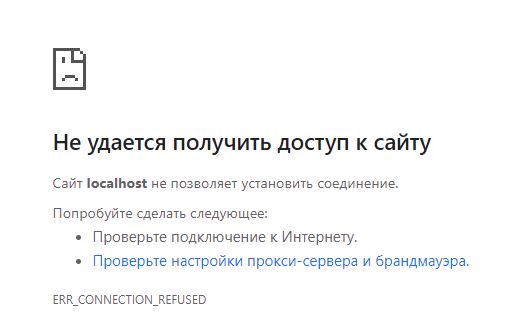 Не удается получить доступ к сайту
Сайт localhost не позволяет установить соединение.
Попробуйте сделать следующее:
• Проверьте подключение к Интернету.
• Проверьте настройки прокси-сервера и брандмауэра.
ERR_CONNECTION_REFUSED